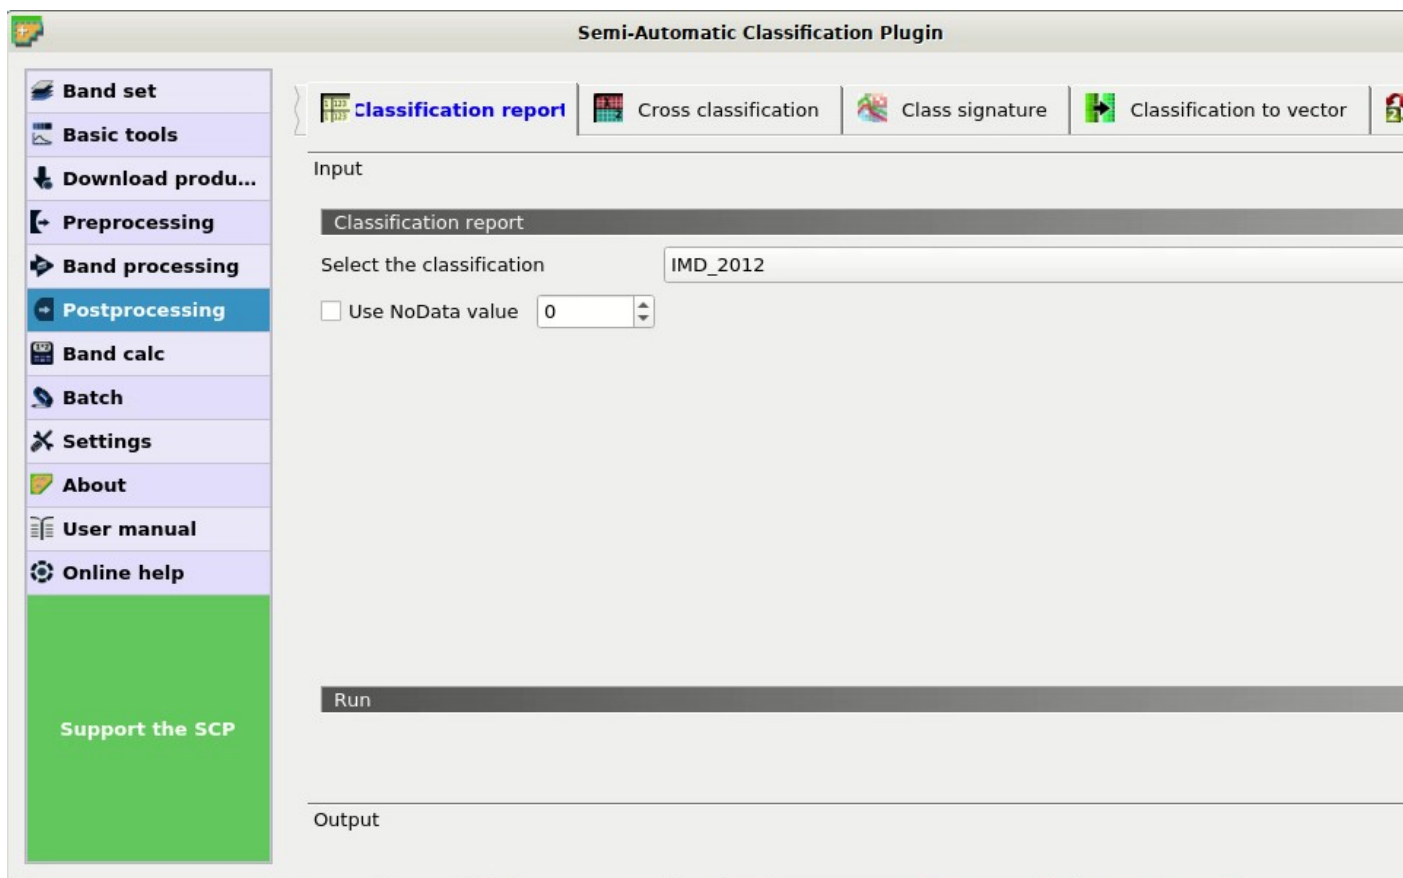 Semi-Automatic Classification Plugin
Band set
Basic tools
Download produ...
Preprocessing
Band processing
Postprocessing
Band calc
Batch
Settings
About
User manual
Online help
Support the SCP
Classification report
Cross classification
Class signature
Classification to vector
Input
Classification report
Select the classification
IMD_2012
Use NoData value
0
Run
Output